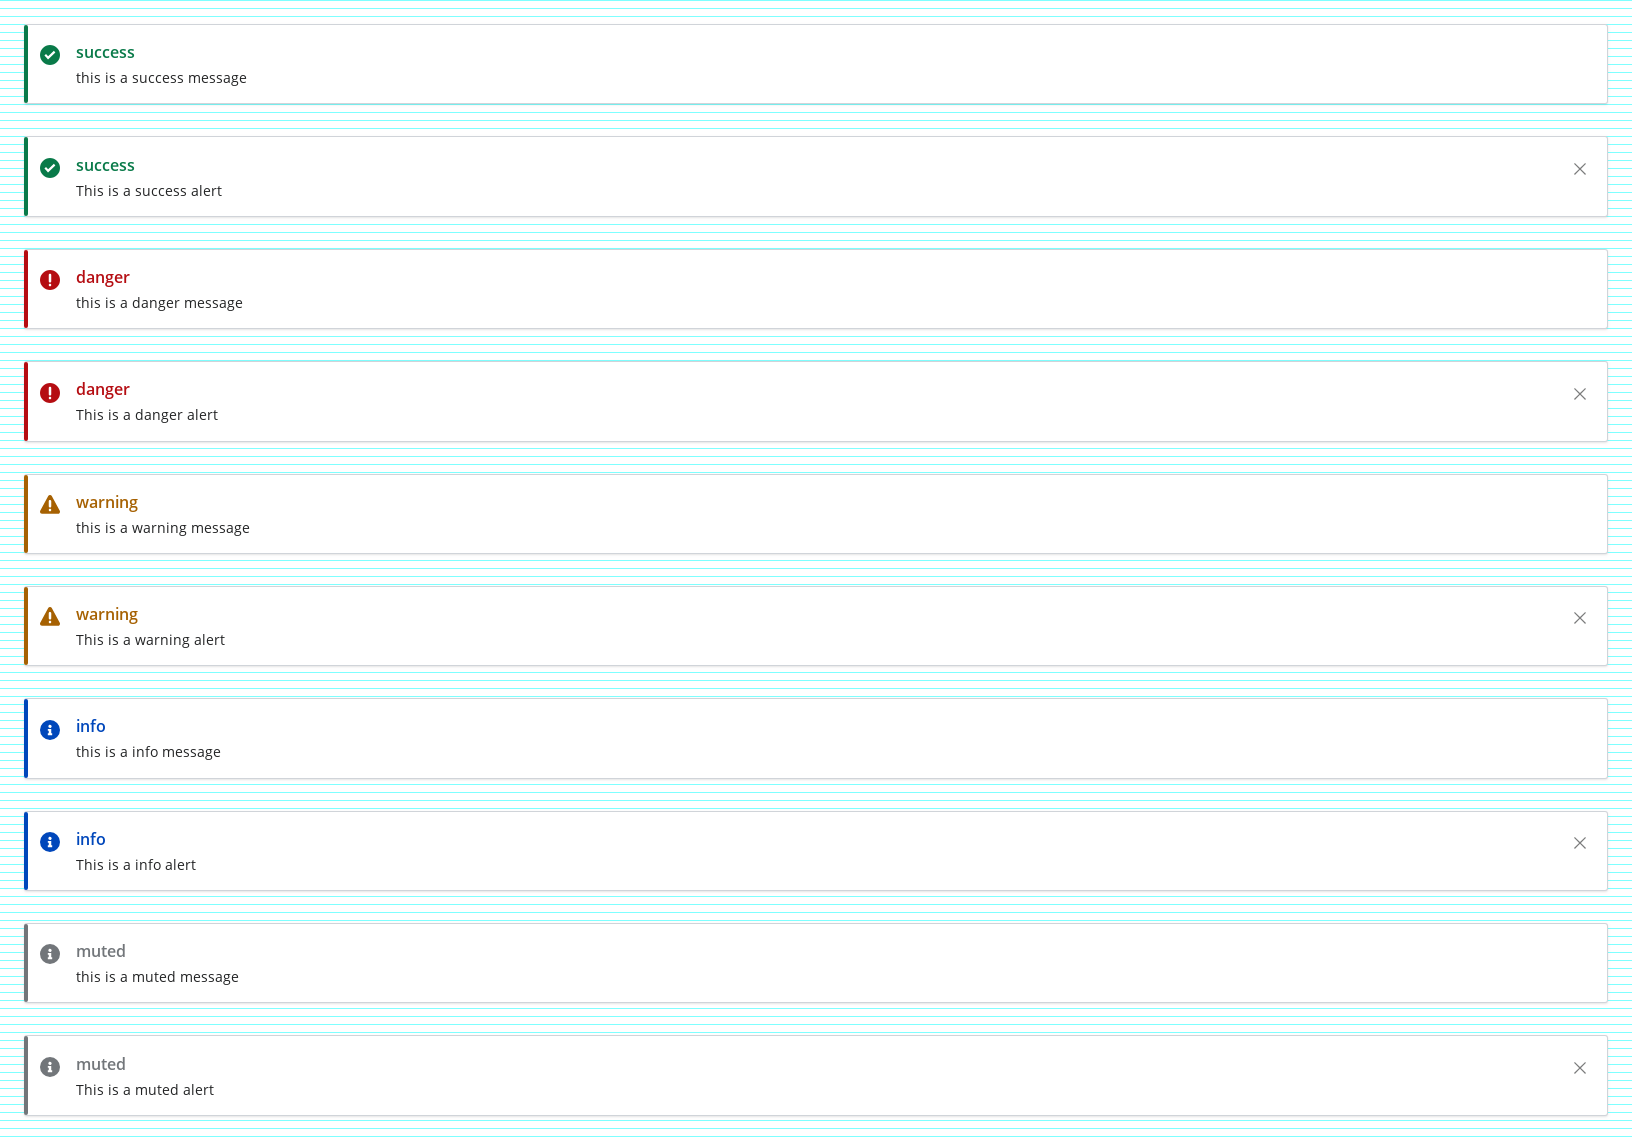 success
this is a success message
success
This is a success alert
danger
this is a danger message
danger
This is a danger alert
warning
this is a warning message
warning
This is a warning alert
info
this is a info message
info
This is a info alert
muted
this is a muted message
muted
This is a muted alert